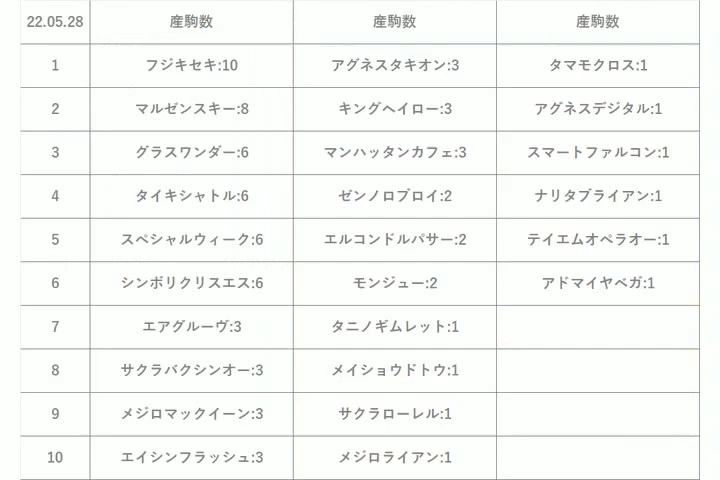 22.05.28 産駒数 産駒数 産駒数
1 フジキセキ:10 アグネスタキオン:3 タマモクロス:1
2 マルゼンスキー:8 キングヘイロー:3 アグネスデジタル:1
3 グラスワンダー:6 マンハッタンカフェ:3 スマートファルコン:1
4 タイキシャトル:6 ゼンノロブロイ:2 ナリタブライアン:1
5 スペシャルウィーク:6 エルコンドルパサー:2 テイエムオペラオー:1
6 シンボリクリスエス:6 モンジュー:2 アドマイヤベガ:1
7 エアグルーヴ:3 タニノギムレット:1
8 サクラバクシンオー:3 メイショウドトウ:1
9 メジロマックイーン:3 サクラローレル:1
10 エイシンフラッシュ:3 メジロライアン:1